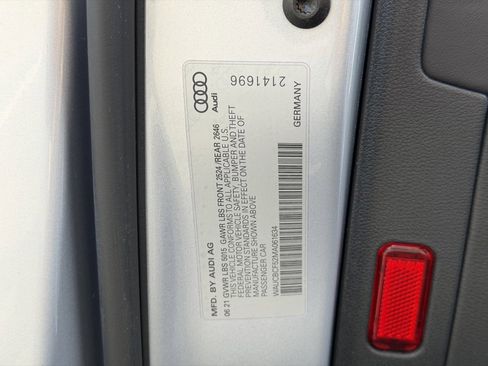 Audi
2141696
GERMANY
MFD. BY AUDI AG
06 21 GVWR LBS 5015 GAWR LBS FRONT 2524/REAR 2646
THIS VEHICLE CONFORMS TO ALL APPLICABLE U.S.
FEDERAL MOTOR VEHICLE SAFETY, BUMPER AND THEFT
PREVENTION STANDARDS IN EFFECT ON THE DATE OF
MANUFACTURE SHOWN ABOVE
PASSENGER CAR
WAUCBCF52MA061634